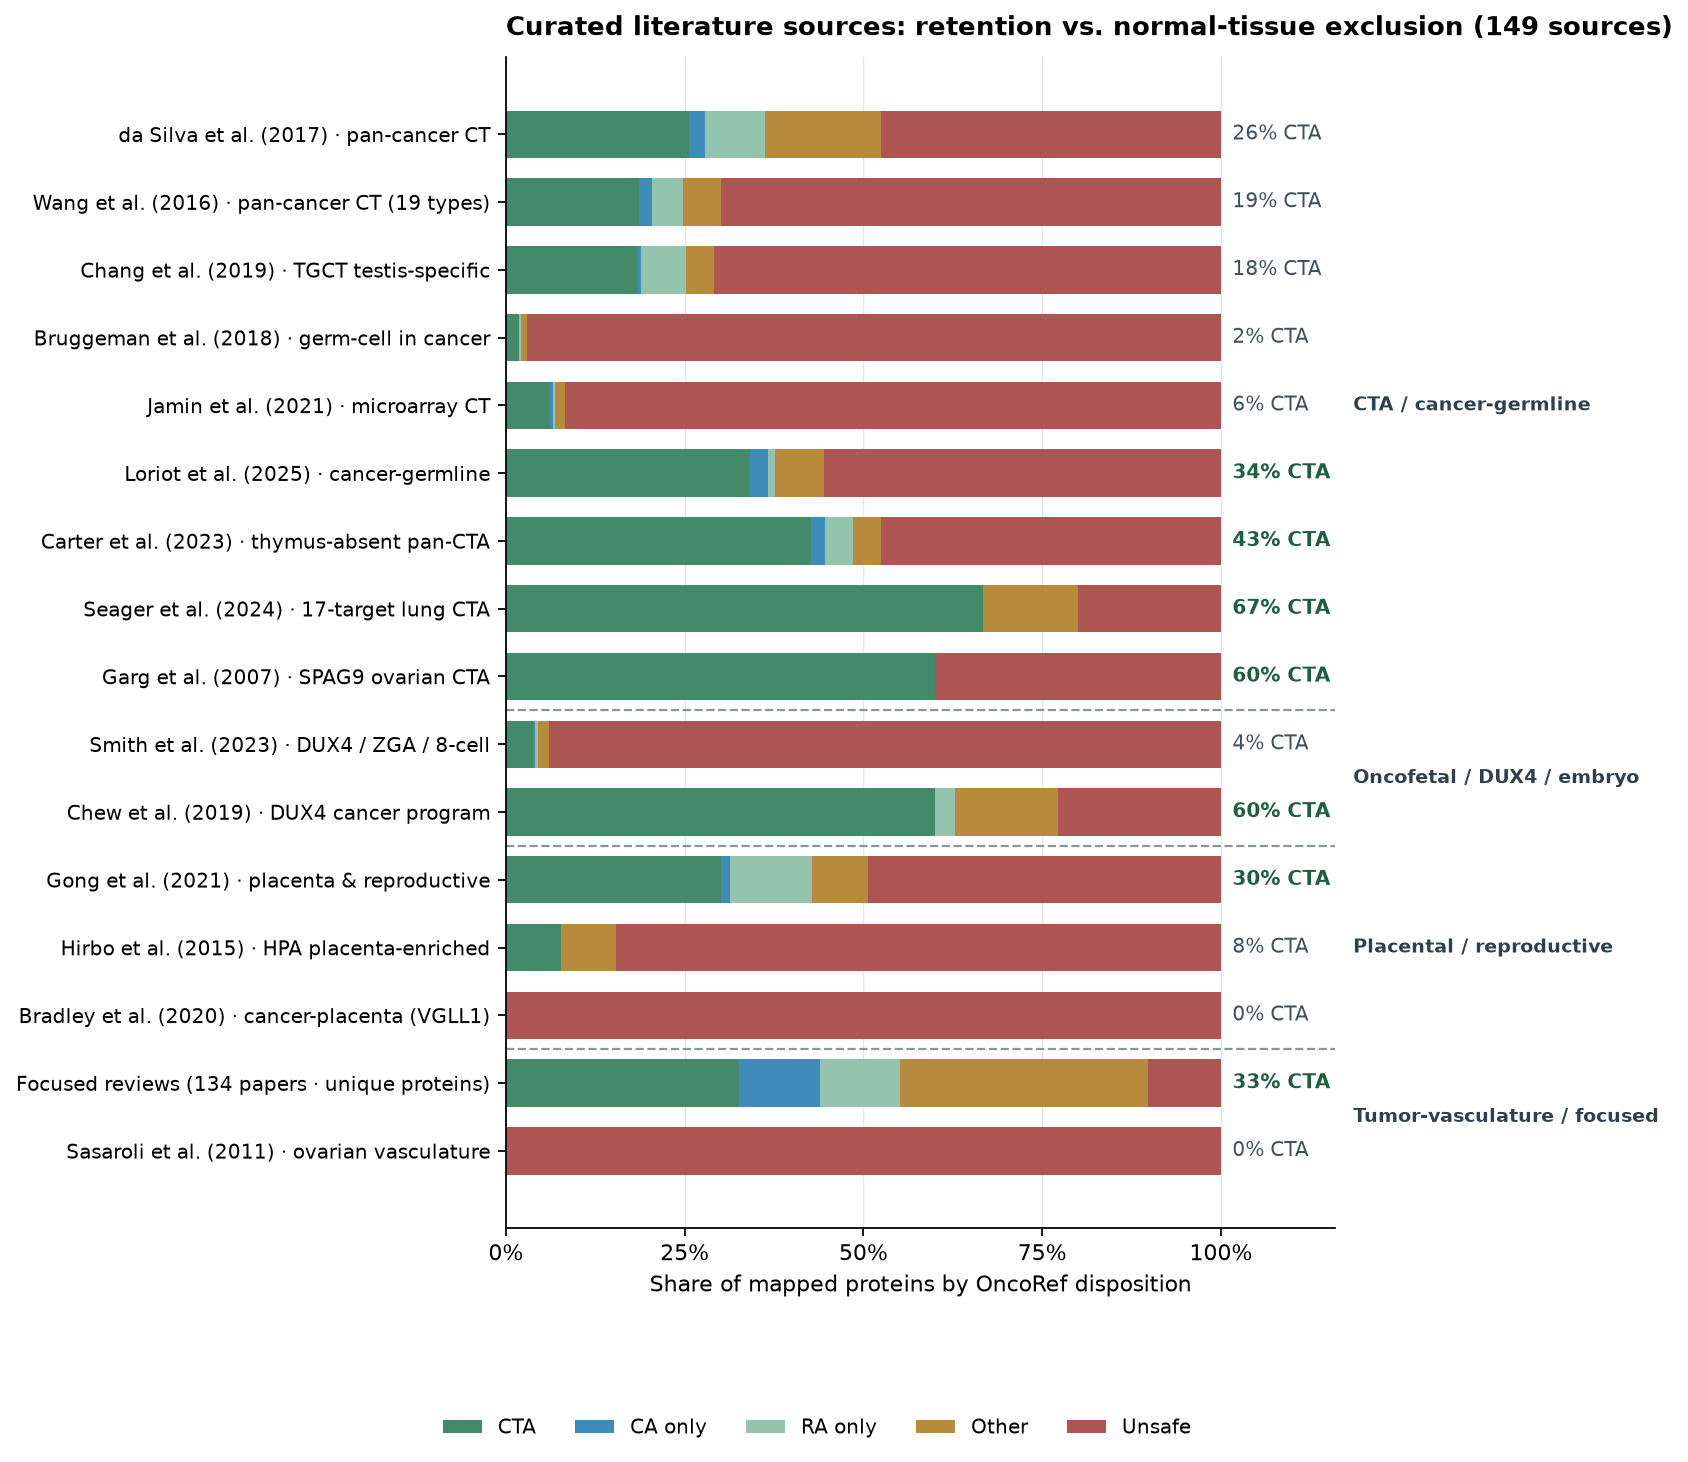 Curated literature sources: retention vs. normal-tissue exclusion (149 sources)
da Silva et al. (2017) · pan-cancer CT
26% CTA
Wang et al. (2016) · pan-cancer CT (19 types)
19% CTA
Chang et al. (2019) · TGCT testis-specific
18% CTA
Bruggeman et al. (2018) · germ-cell in cancer
2% CTA
Jamin et al. (2021) · microarray CT
6% CTA
CTA / cancer-germline
Loriot et al. (2025) · cancer-germline
34% CTA
Carter et al. (2023) · thymus-absent pan-CTA
43% CTA
Seager et al. (2024) · 17-target lung CTA
67% CTA
Garg et al. (2007) · SPAG9 ovarian CTA
60% CTA
Smith et al. (2023) · DUX4 / ZGA / 8-cell
4% CTA
Oncofetal / DUX4 / embryo
Chew et al. (2019) · DUX4 cancer program
60% CTA
Gong et al. (2021) · placenta & reproductive
30% CTA
Hirbo et al. (2015) · HPA placenta-enriched
8% CTA
Placental / reproductive
Bradley et al. (2020) · cancer-placenta (VGLL1)
0% CTA
Focused reviews (134 papers · unique proteins)
33% CTA
Tumor-vasculature / focused
Sasaroli et al. (2011) · ovarian vasculature
0% CTA
0% 25% 50% 75% 100%
Share of mapped proteins by OncoRef disposition
CTA CA only RA only Other Unsafe